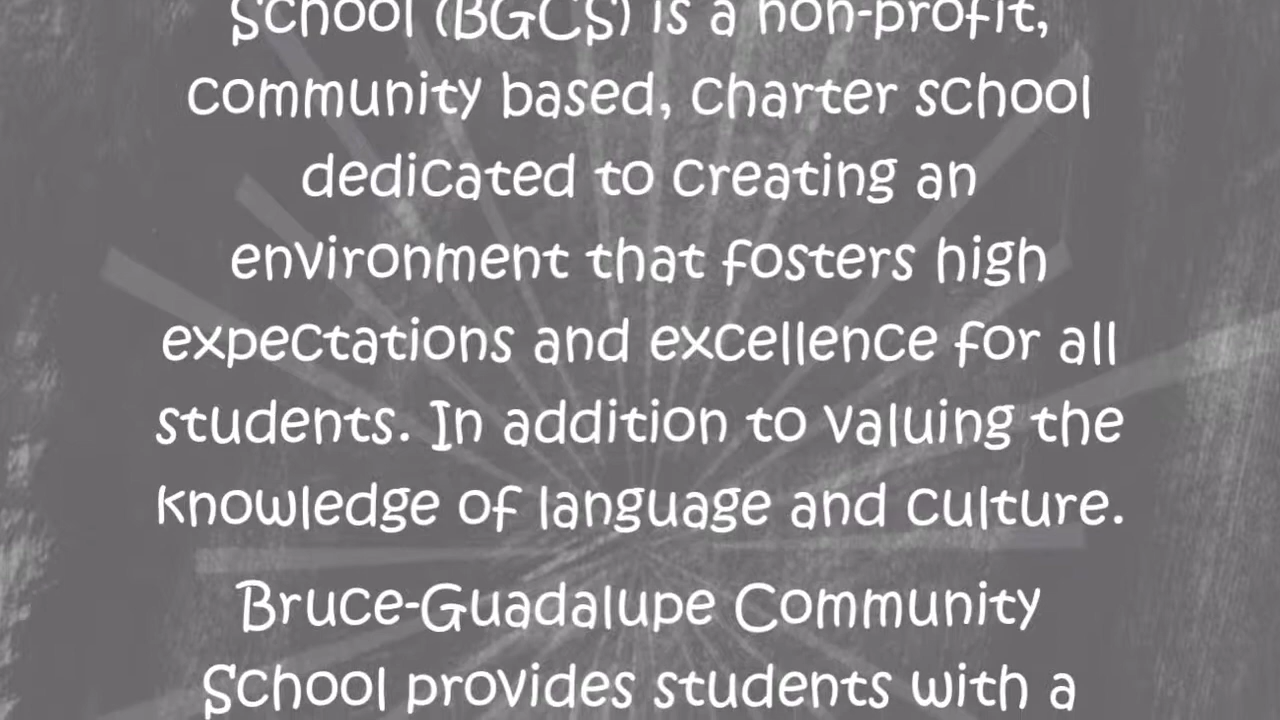 School (BGCS) is a non-profit,
community based, charter school
dedicated to creating an
environment that fosters high
expectations and excellence for all
students. In addition to valuing the
knowledge of language and culture.
Bruce-Guadalupe Community
School provides students with a